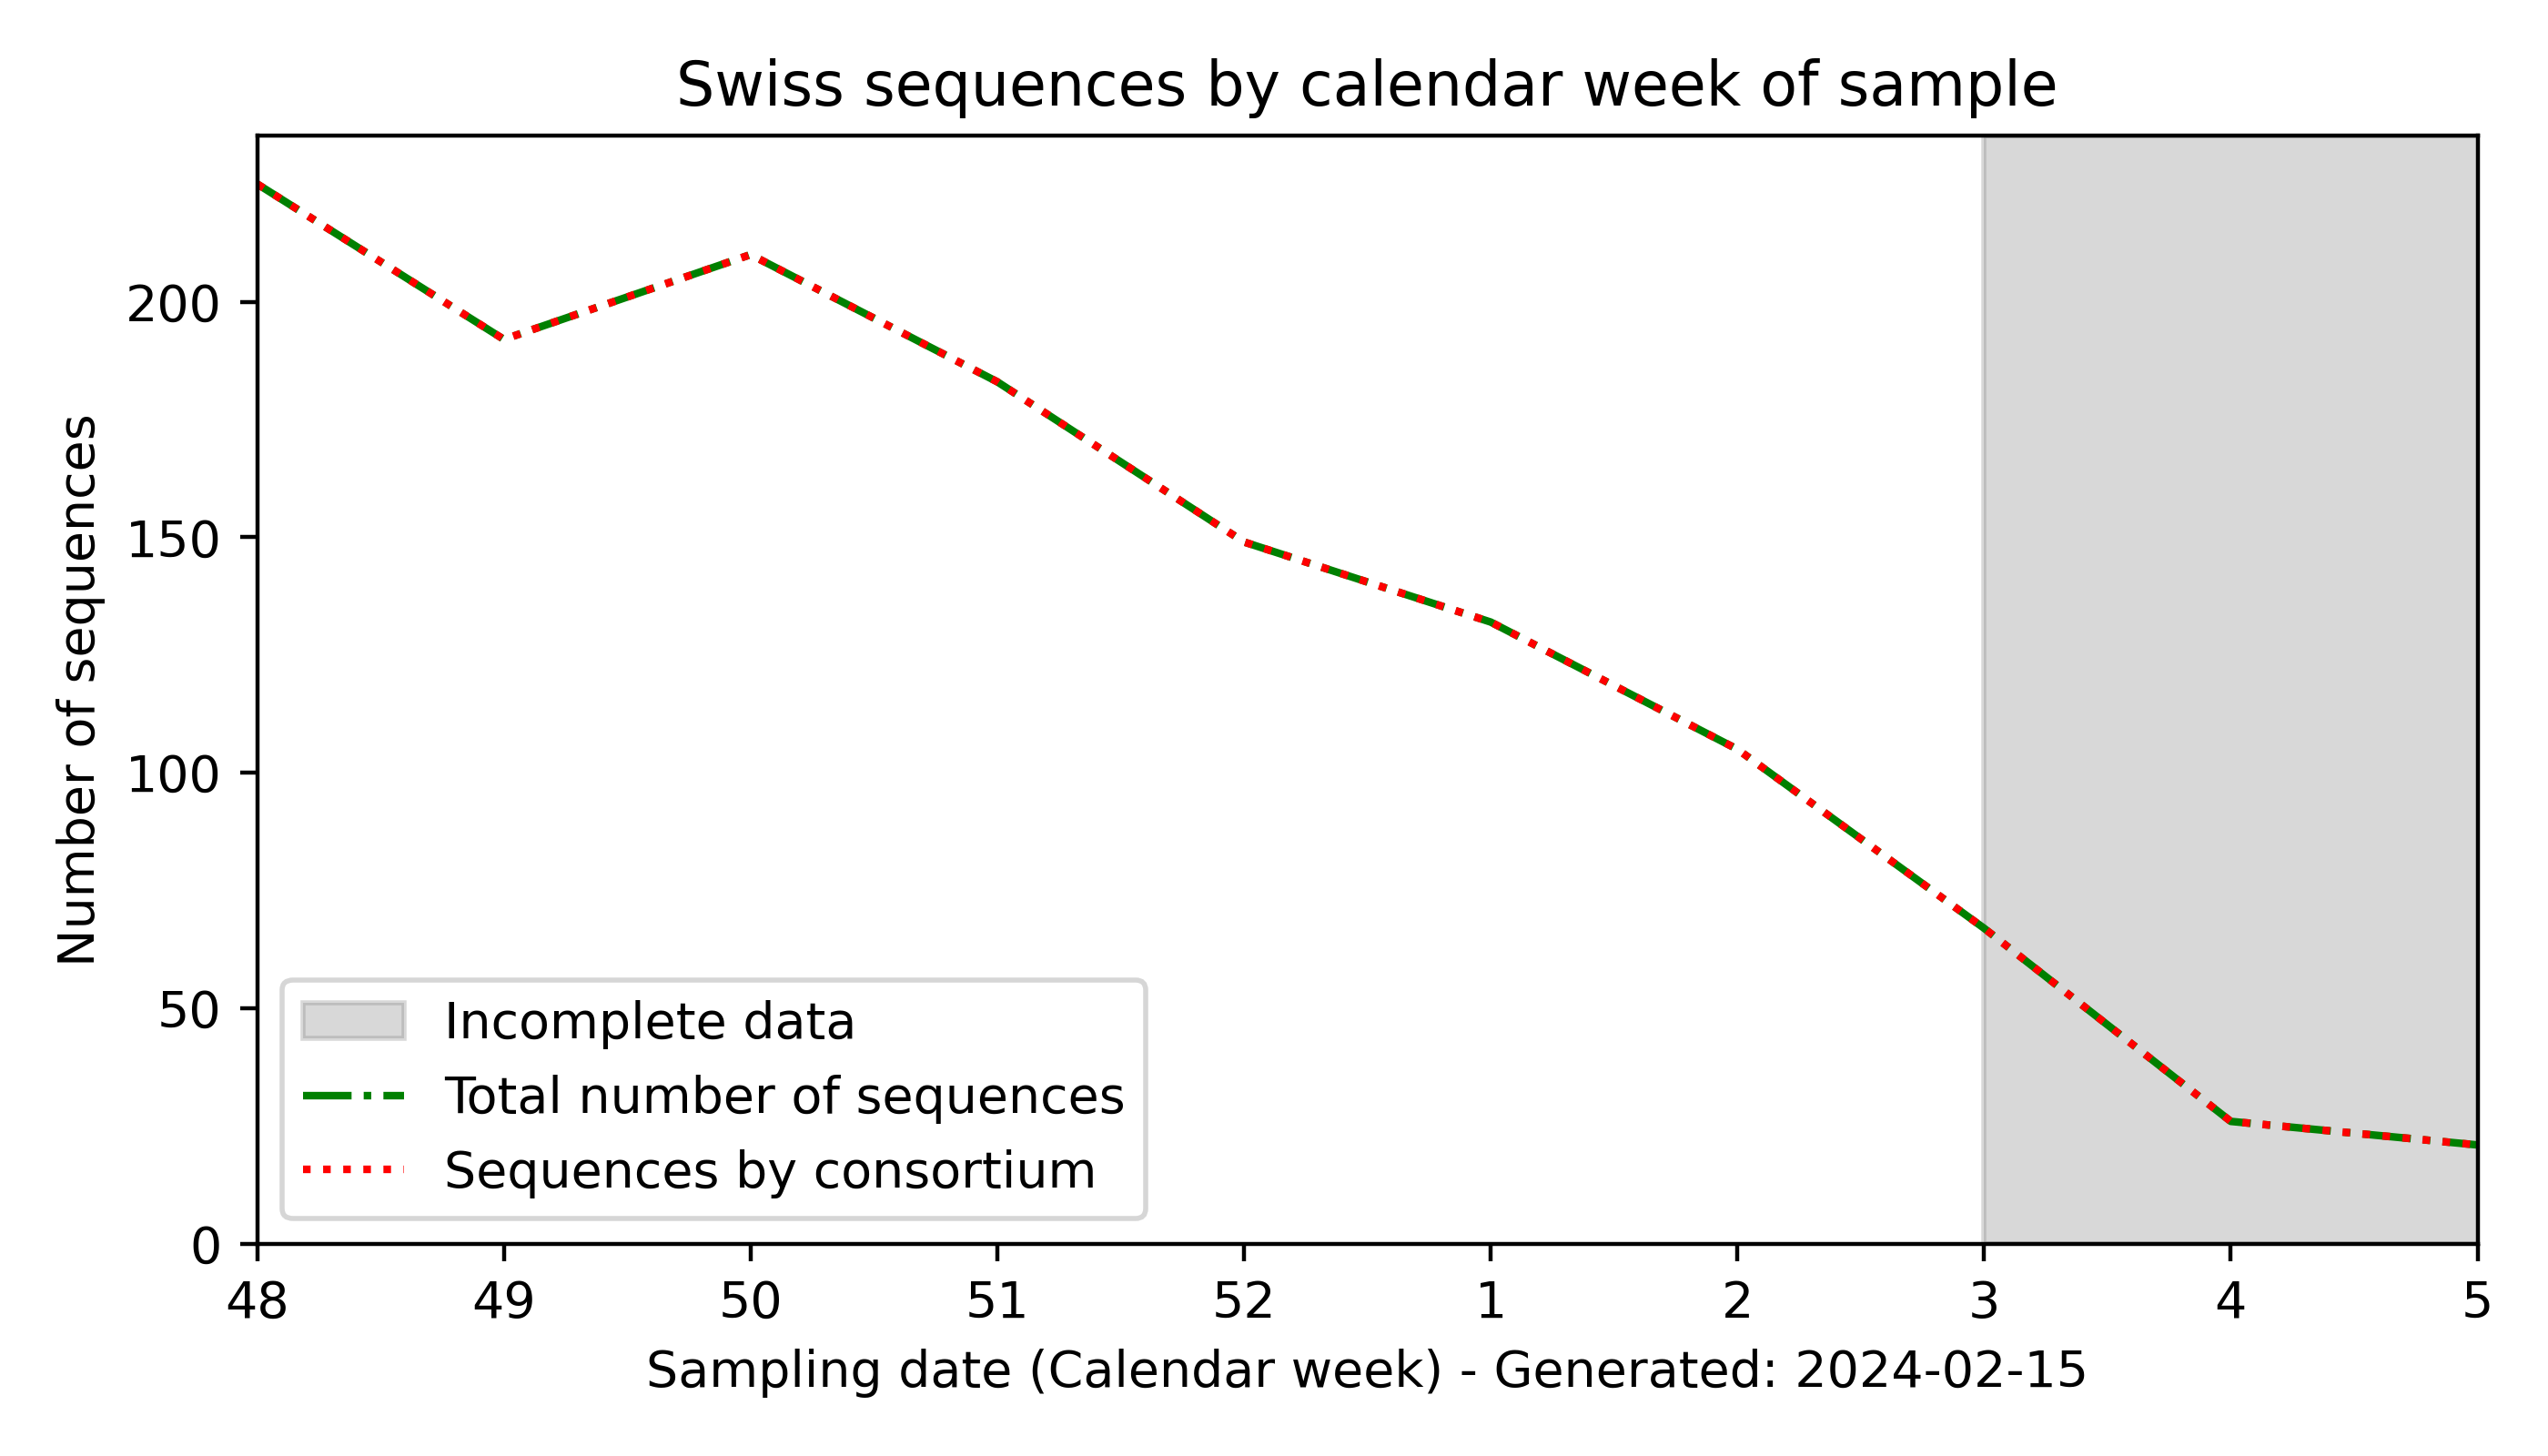 Swiss sequences by calendar week of sample
Number of sequences
200
150
100
50
0
Incomplete data
Total number of sequences
Sequences by consortium
48 49 50 51 52 1 2 3 4 5
Sampling date (Calendar week) - Generated: 2024-02-15